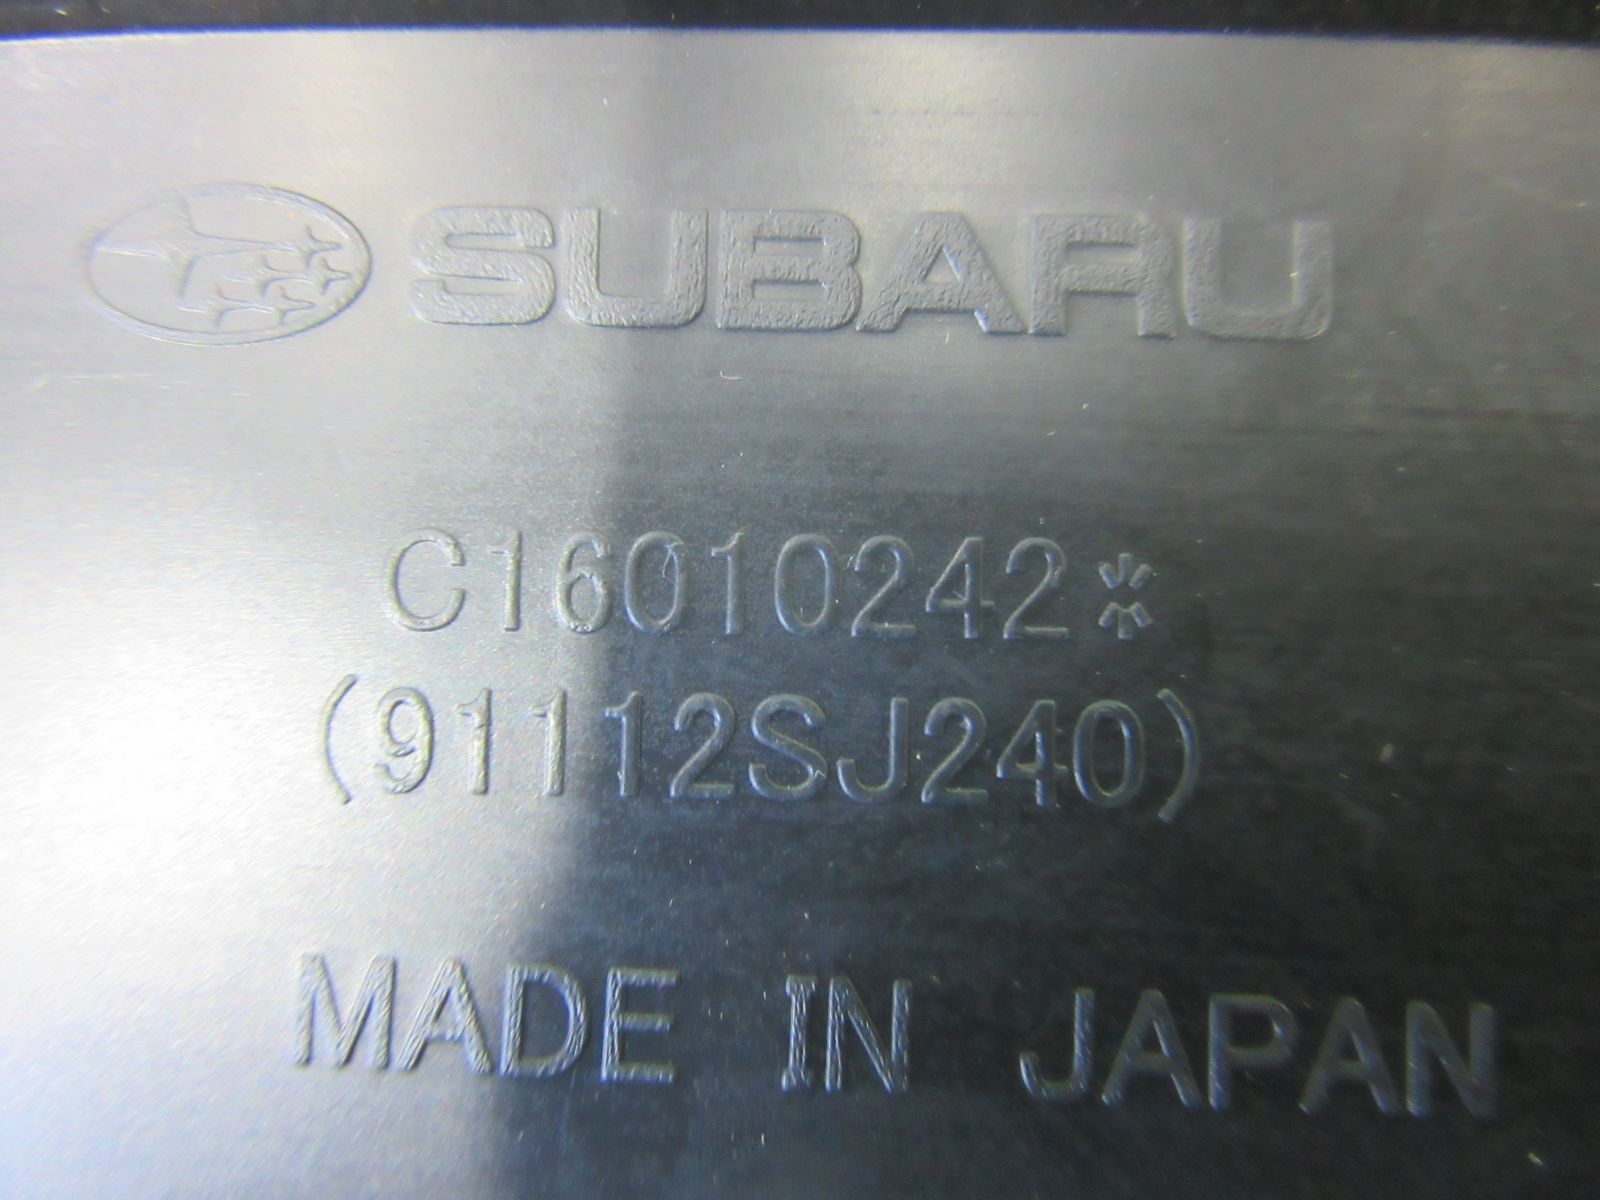 SUBARU
C16010242*
(91112SJ240)
MADE IN JAPAN